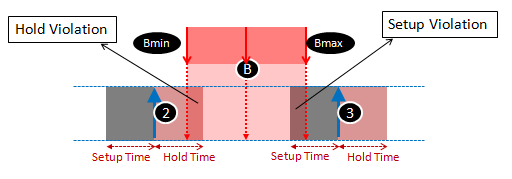 Hold Violation
Setup Violation
Bmin
Bmax
B
2
3
Setup Time
Hold Time
Setup Time
Hold Time